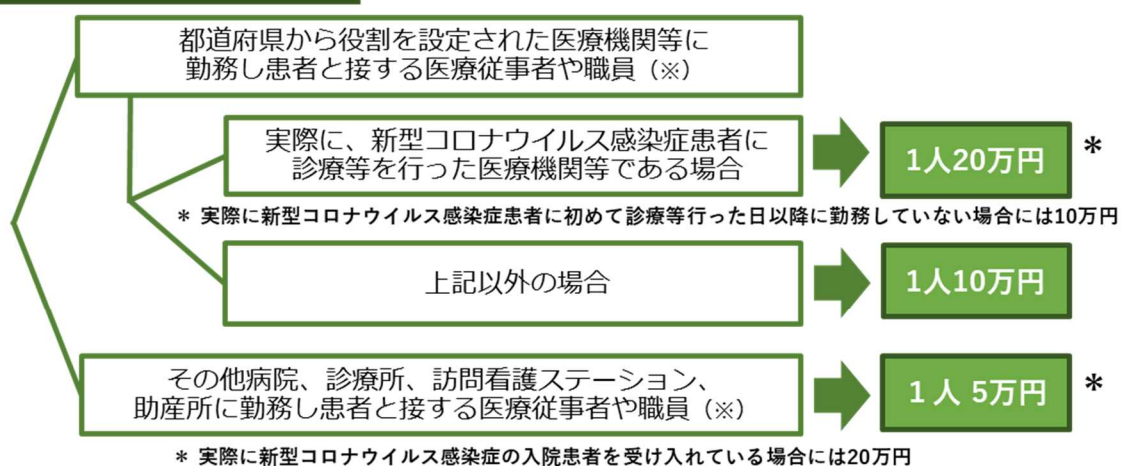 都道府県から役割を設定された医療機関等に
勤務し患者と接する医療従事者や職員（※）
実際に、新型コロナウイルス感染症患者に
診療等を行った医療機関等である場合
1人20万円 *
* 実際に新型コロナウイルス感染症患者に初めて診療等行った日以降に勤務していない場合には10万円
上記以外の場合
1人10万円
その他病院、診療所、訪問看護ステーション、
助産所に勤務し患者と接する医療従事者や職員（※）
1人 5万円 *
* 実際に新型コロナウイルス感染症の入院患者を受け入れている場合には20万円